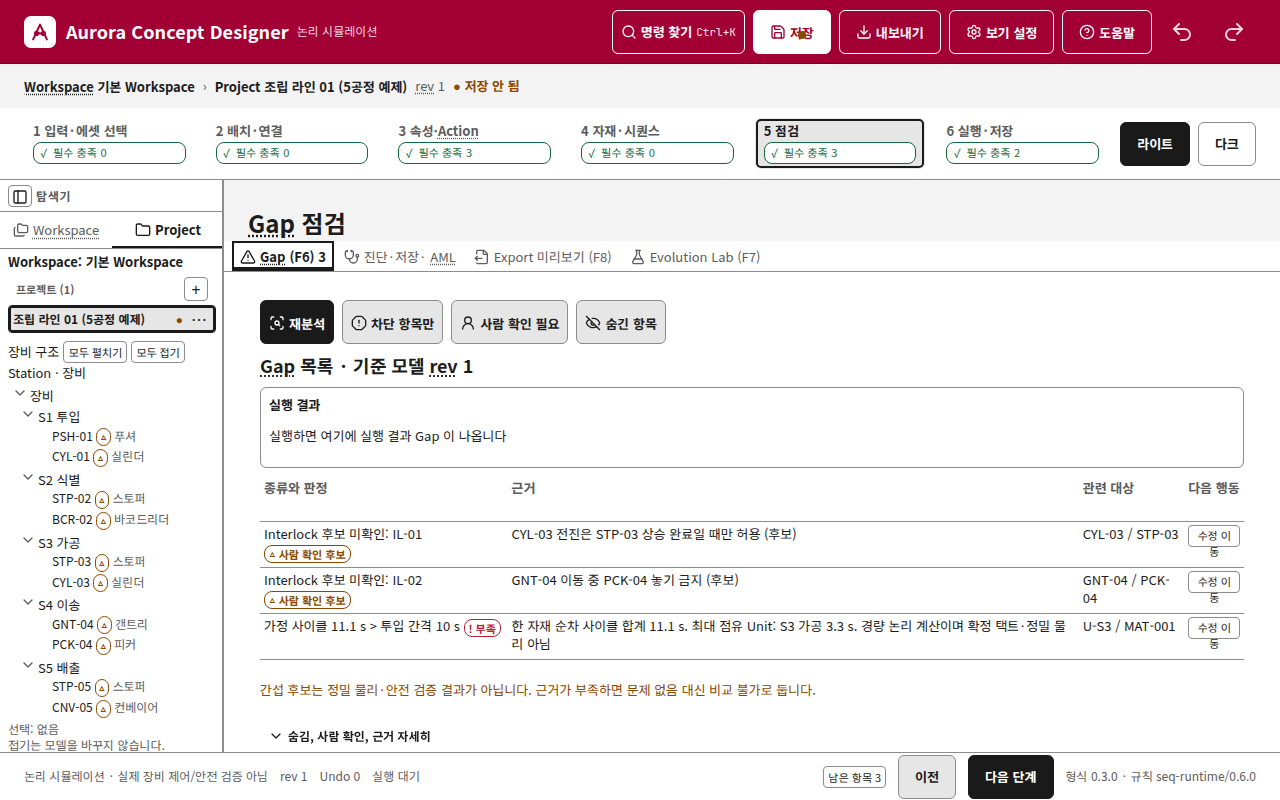 Aurora Concept Designer 논리 시뮬레이션 명령 찾기 Ctrl+K 저장 내보내기 보기 설정 도움말
Workspace 기본 Workspace › Project 조립 라인 01 (5공정 예제) rev 1 ● 저장 안 됨
1 입력·에셋 선택
✓ 필수 충족 0
2 배치·연결
✓ 필수 충족 0
3 속성·Action
✓ 필수 충족 3
4 자재·시퀀스
✓ 필수 충족 0
5 점검
✓ 필수 충족 3
6 실행·저장
✓ 필수 충족 2
라이트 다크
탐색기
Workspace Project
Workspace: 기본 Workspace
프로젝트 (1) +
조립 라인 01 (5공정 예제) ● ···
장비 구조 모두 펼치기 모두 접기
Station · 장비
장비
S1 투입
PSH-01 푸셔
CYL-01 실린더
S2 식별
STP-02 스토퍼
BCR-02 바코드리더
S3 가공
STP-03 스토퍼
CYL-03 실린더
S4 이송
GNT-04 갠트리
PCK-04 피커
S5 배출
STP-05 스토퍼
CNV-05 컨베이어
선택: 없음
접기는 모델을 바꾸지 않습니다.
Gap 점검
Gap (F6) 3 진단·저장· AML Export 미리보기 (F8) Evolution Lab (F7)
재분석 차단 항목만 사람 확인 필요 숨긴 항목
Gap 목록 · 기준 모델 rev 1
실행 결과
실행하면 여기에 실행 결과 Gap 이 나옵니다
종류와 판정 근거 관련 대상 다음 행동
Interlock 후보 미확인: IL-01 CYL-03 전진은 STP-03 상승 완료일 때만 허용 (후보) CYL-03 / STP-03 수정 이
사람 확인 후보 동
Interlock 후보 미확인: IL-02 GNT-04 이동 중 PCK-04 놓기 금지 (후보) GNT-04 / PCK- 수정 이
사람 확인 후보 04 동
가정 사이클 11.1 s > 투입 간격 10 s ! 부족 한 자재 순차 사이클 합계 11.1 s. 최대 점유 Unit: S3 가공 3.3 s. 경량 논리 계산이며 확정 택트·정밀 물 U-S3 / MAT-001 수정 이
리 아님 동
간섭 후보는 정밀 물리·안전 검증 결과가 아닙니다. 근거가 부족하면 문제 없음 대신 비교 불가로 둡니다.
숨김, 사람 확인, 근거 자세히
논리 시뮬레이션 · 실제 장비 제어/안전 검증 아님 rev 1 Undo 0 실행 대기 남은 항목 3 이전 다음 단계 형식 0.3.0 · 규칙 seq-runtime/0.6.0